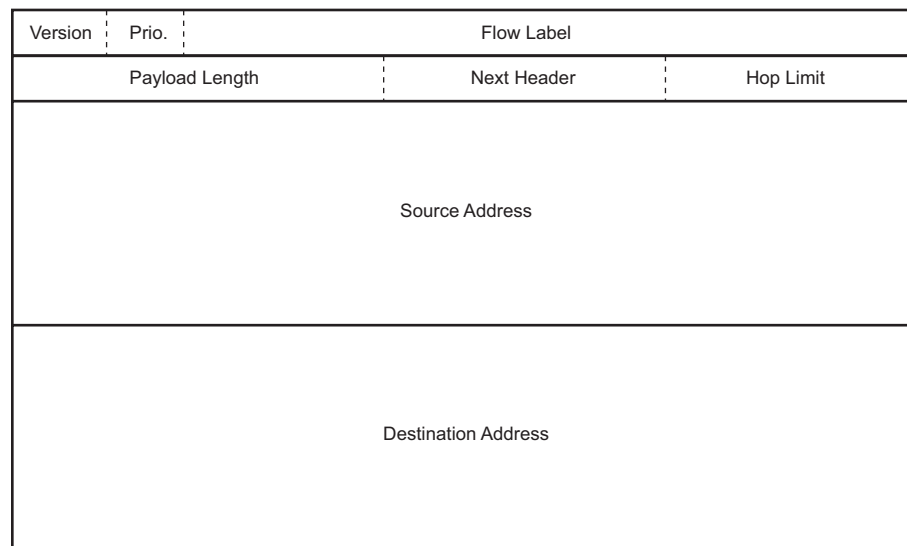 Version Prio. Flow Label
Payload Length Next Header Hop Limit
Source Address
Destination Address